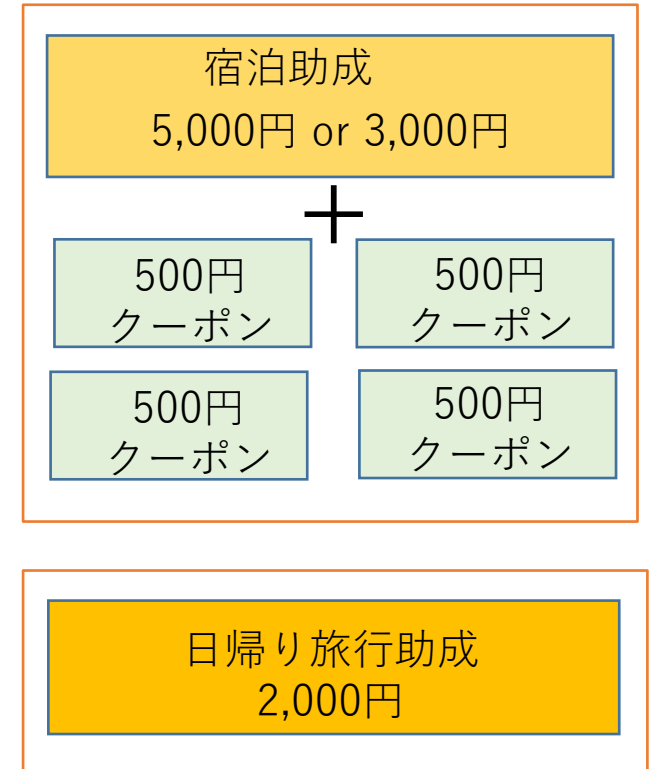 宿泊助成
5,000円 or 3,000円
＋
500円
クーポン
500円
クーポン
500円
クーポン
500円
クーポン
日帰り旅行助成
2,000円